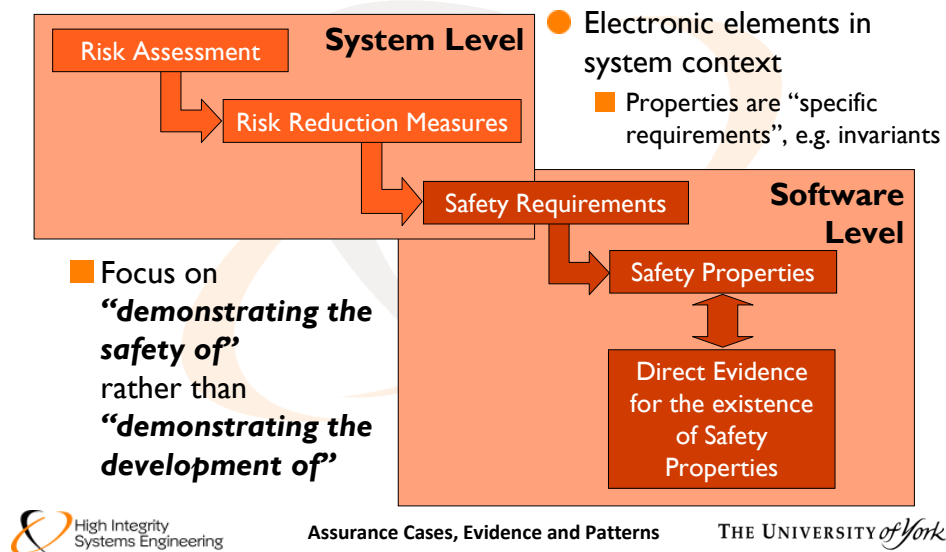 System Level
Risk Assessment
Risk Reduction Measures
Safety Requirements
Electronic elements in
system context
Properties are “specific
requirements”, e.g. invariants
Software
Level
Safety Properties
Direct Evidence
for the existence
of Safety
Properties
Focus on
“demonstrating the
safety of”
rather than
“demonstrating the
development of”
High Integrity
Systems Engineering
Assurance Cases, Evidence and Patterns
THE UNIVERSITY of York